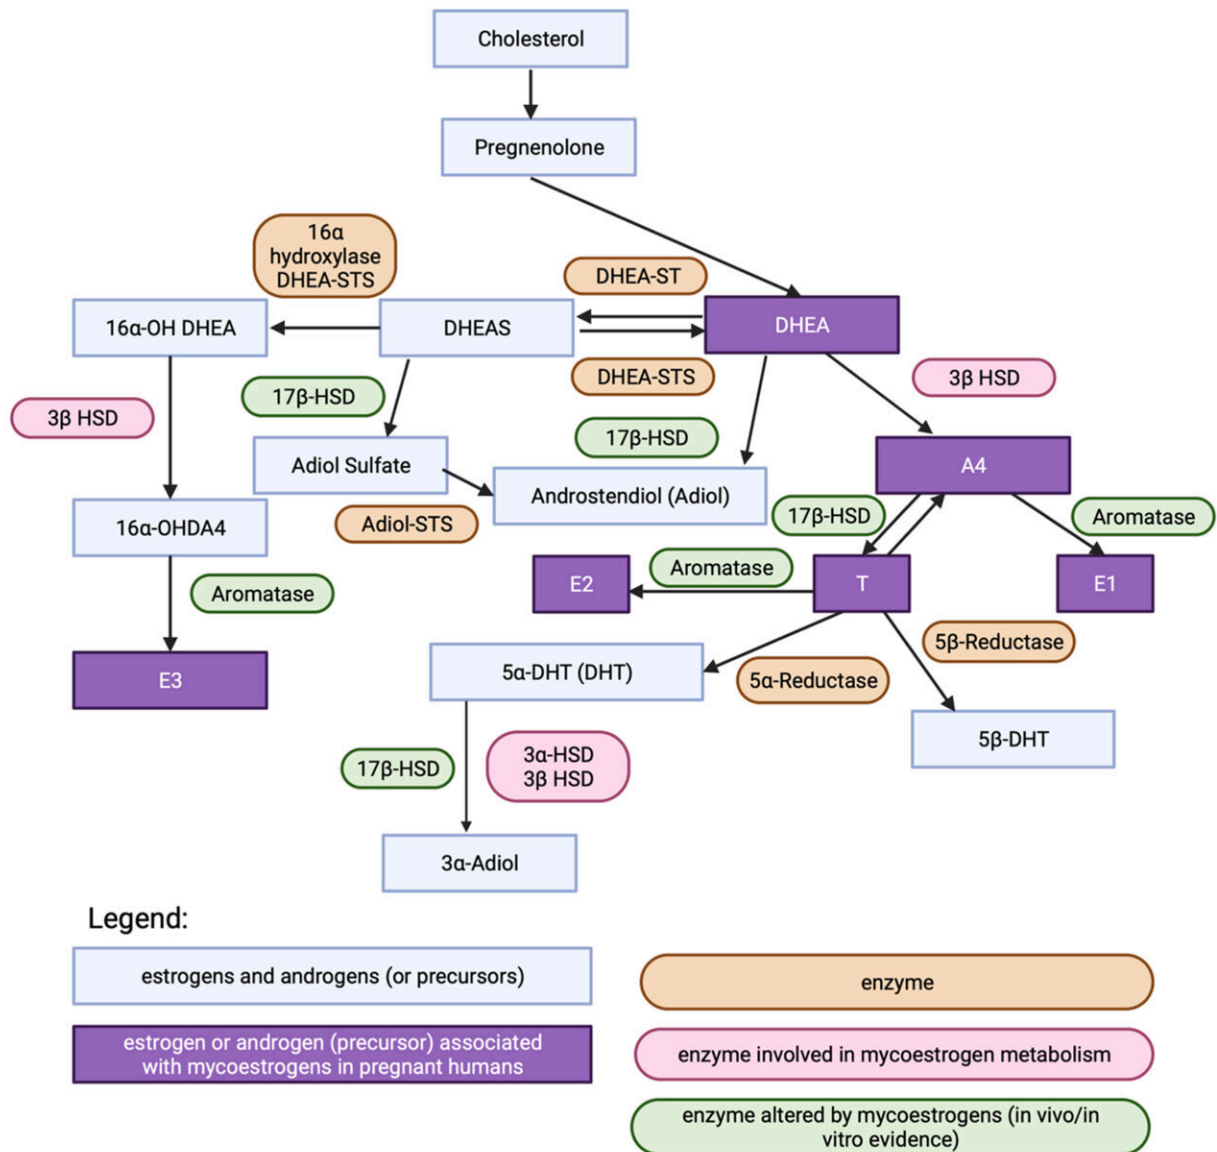 Cholesterol
Pregnenolone
16α
hydroxylase
DHEA-STS
DHEA-ST
16α-OH DHEA
DHEAS
DHEA
DHEA-STS
3β HSD
17β-HSD
3β HSD
17β-HSD
Adiol Sulfate
A4
Androstendiol (Adiol)
16α-OHDA4
Adiol-STS
17β-HSD
Aromatase
Aromatase
E2
T
E1
Aromatase
5β-Reductase
E3
5α-DHT (DHT)
5α-Reductase
5β-DHT
17β-HSD
3α-HSD
3β HSD
3α-Adiol
Legend:
estrogens and androgens (or precursors)
enzyme
estrogen or androgen (precursor) associated
with mycoestrogens in pregnant humans
enzyme involved in mycoestrogen metabolism
enzyme altered by mycoestrogens (in vivo/in
vitro evidence)